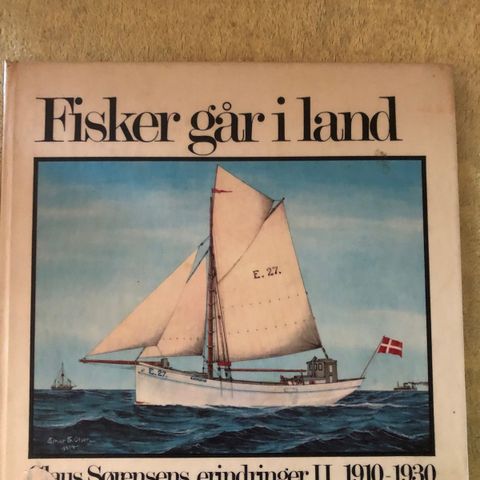 Fisker går i land
E. 27.
E. 27.
Claus Sørensens erindringer II 1910-1930